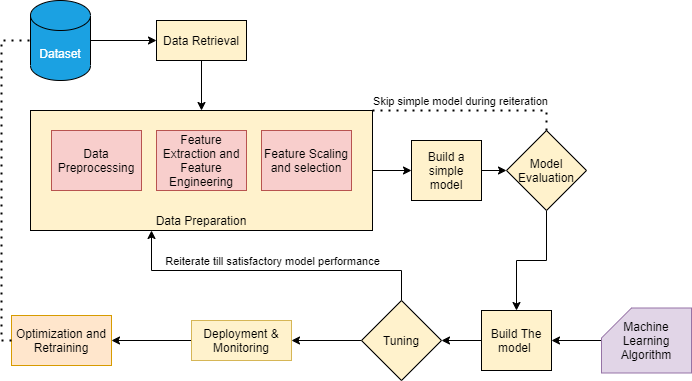 Dataset
Data Retrieval
Skip simple model during reiteration
Data
Preprocessing
Feature
Extraction and
Feature
Engineering
Feature Scaling
and selection
Data Preparation
Build a
simple
model
Model
Evaluation
Reiterate till satisfactory model performance
Optimization and
Retraining
Deployment &
Monitoring
Tuning
Build The
model
Machine
Learning
Algorithm